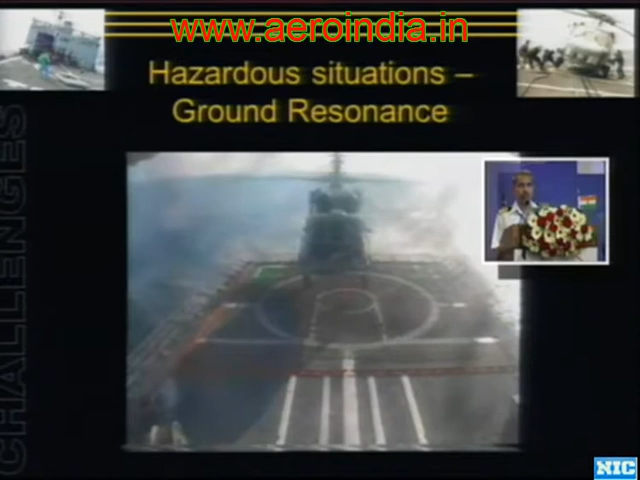 www.aeroindia.in
Hazardous situations –
Ground Resonance
CHALLENGES
NIC